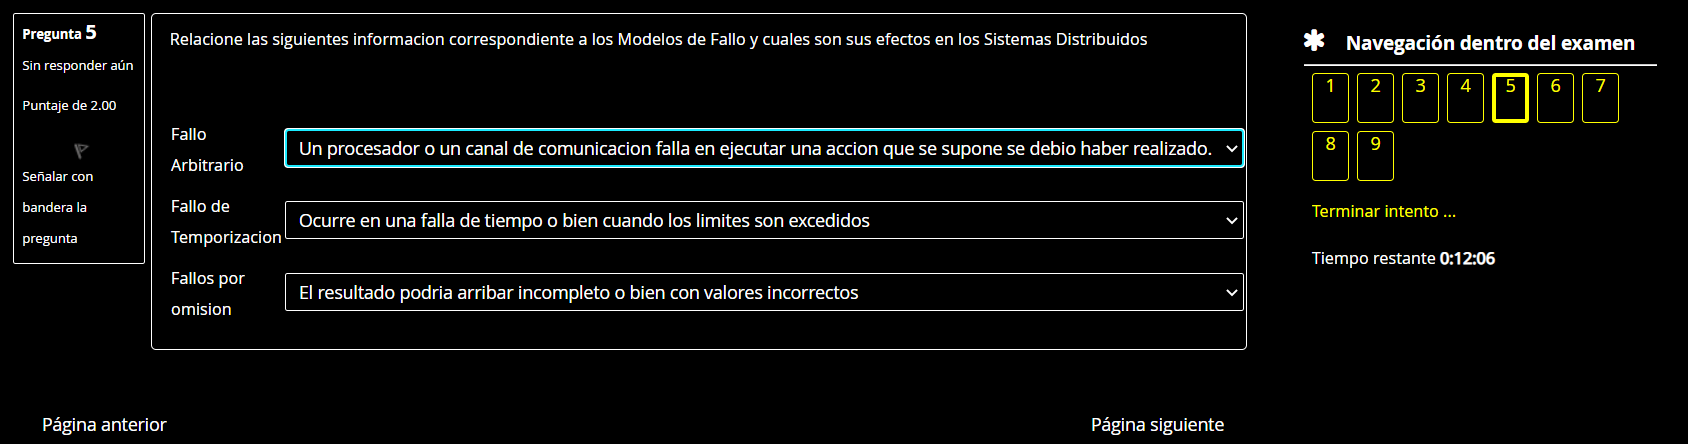 Pregunta 5
Sin responder aún
Puntaje de 2.00
Señalar con
bandera la
pregunta
Relacione las siguientes informacion correspondiente a los Modelos de Fallo y cuales son sus efectos en los Sistemas Distribuidos
Fallo
Arbitrario
Un procesador o un canal de comunicacion falla en ejecutar una accion que se supone se debio haber realizado.
Fallo de
Temporizacion
Ocurre en una falla de tiempo o bien cuando los limites son excedidos
Fallos por
omision
El resultado podria arribar incompleto o bien con valores incorrectos
Página anterior
Página siguiente
✱ Navegación dentro del examen
1 2 3 4 5 6 7
8 9
Terminar intento ...
Tiempo restante 0:12:06